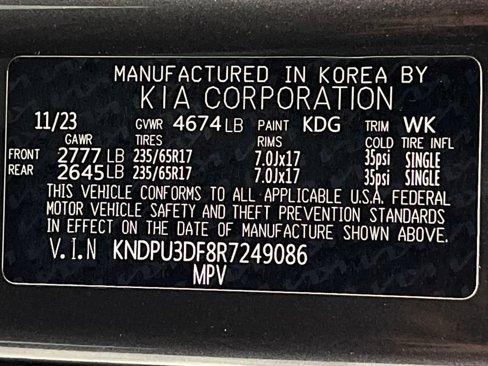 MANUFACTURED IN KOREA BY
KIA CORPORATION
11/23 GVWR 4674 LB PAINT KDG TRIM WK
GAWR TIRES RIMS COLD TIRE INFL
FRONT 2777 LB 235/65R17 7.0Jx17 35psi SINGLE
REAR 2645 LB 235/65R17 7.0Jx17 35psi SINGLE
THIS VEHICLE CONFORMS TO ALL APPLICABLE U.S.A. FEDERAL
MOTOR VEHICLE SAFETY AND THEFT PREVENTION STANDARDS
IN EFFECT ON THE DATE OF MANUFACTURE SHOWN ABOVE.
V.I.N KNDPU3DF8R7249086
MPV